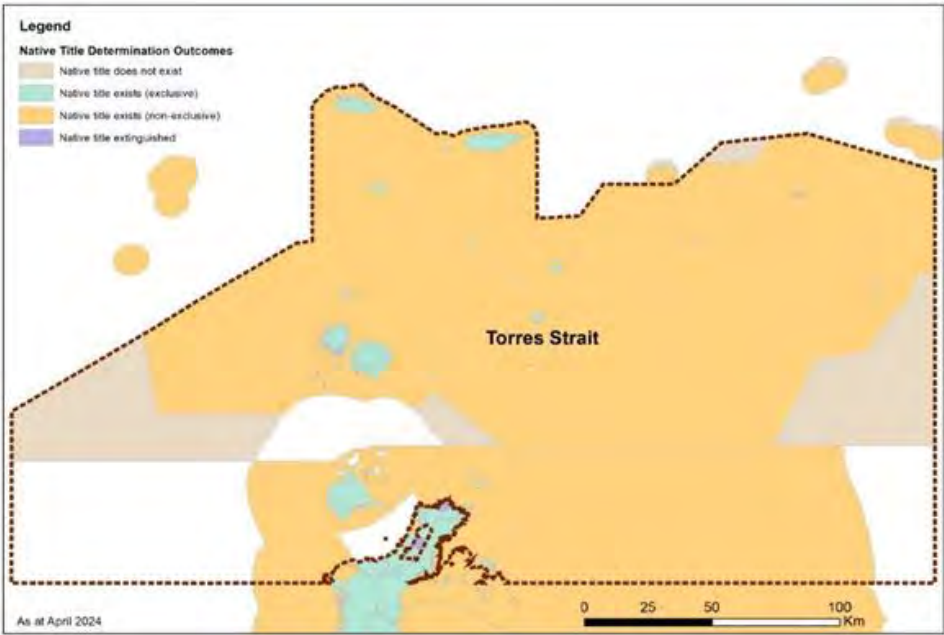 Legend
Native Title Determination Outcomes
Native title does not exist
Native title exists (exclusive)
Native title exists (non-exclusive)
Native title extinguished
Torres Strait
As at April 2024
0 25 50 100
Km